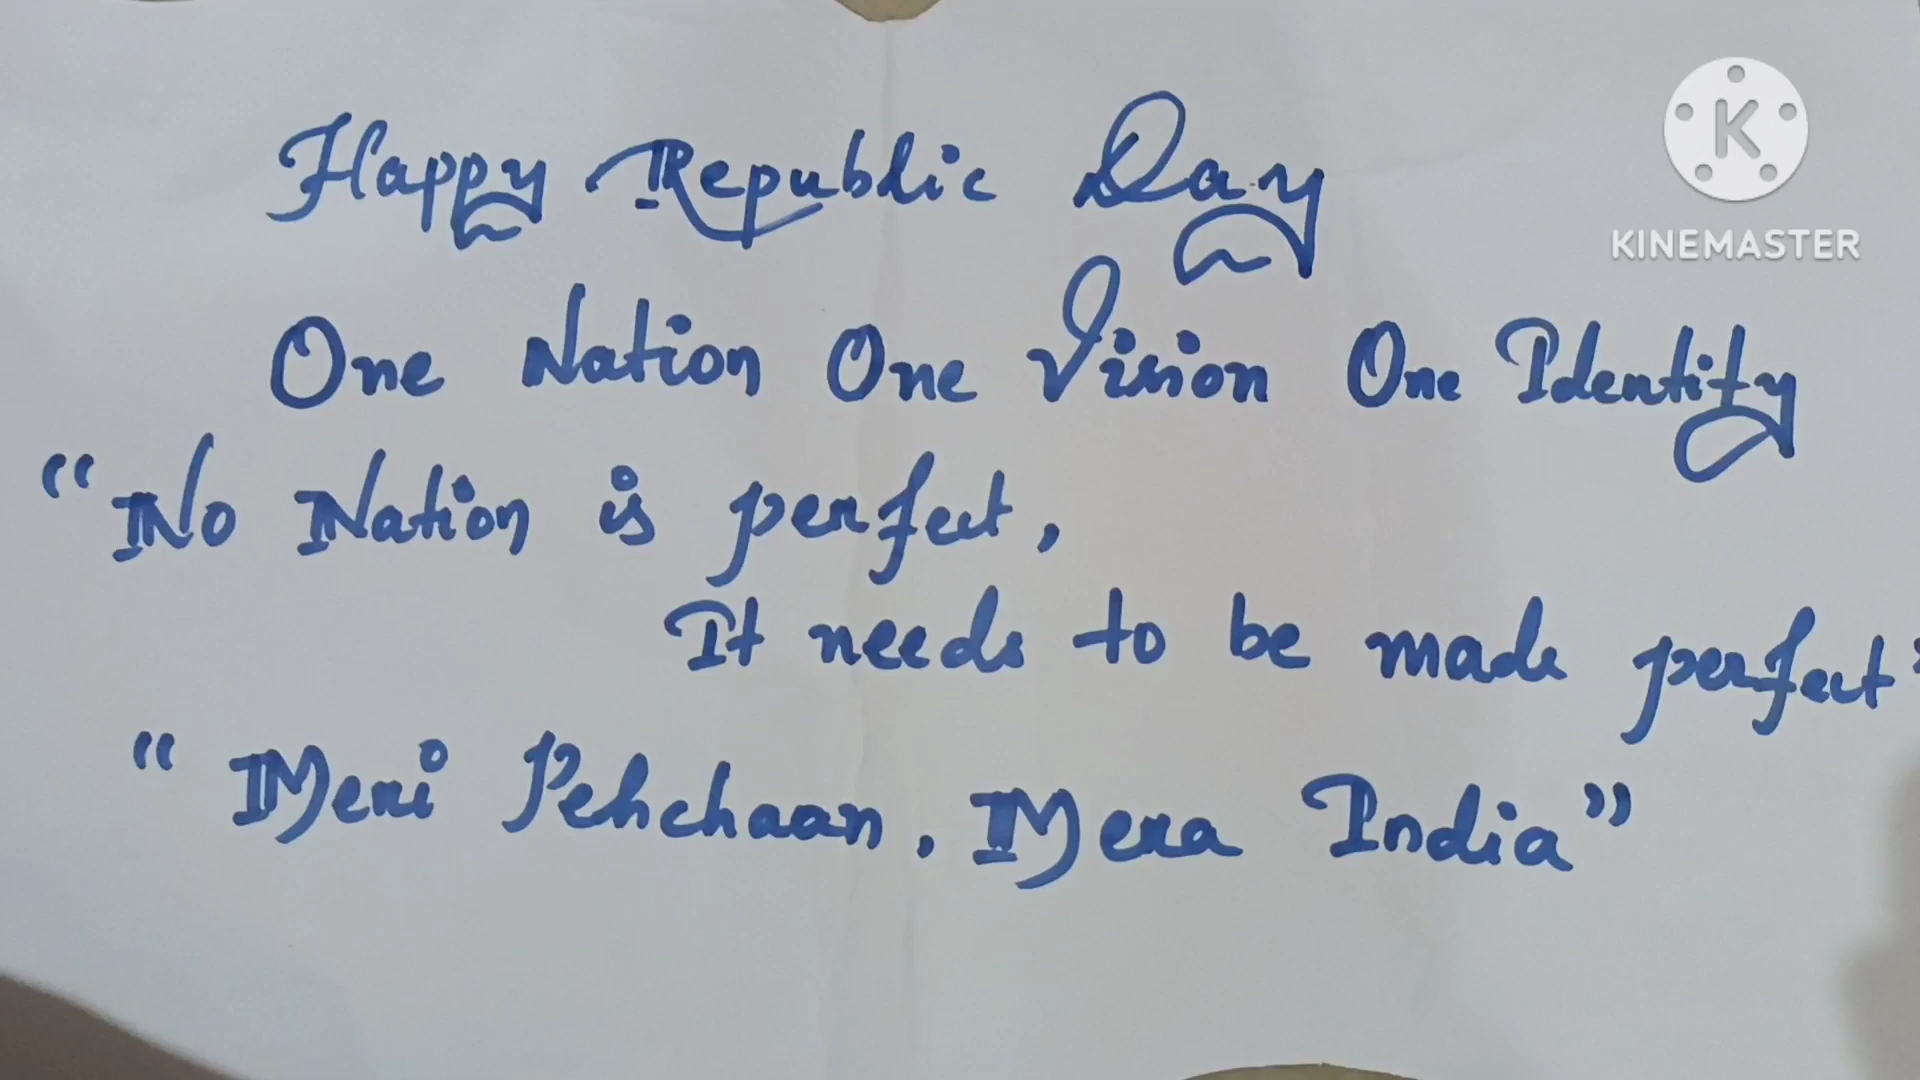 Happy Republic Day
One Nation One Vision One Identity
“No Nation is perfect,
It needs to be made perfect”
“Meri Pehchaan, Mera India”
K
KINEMASTER